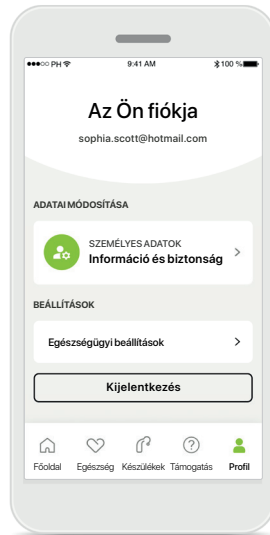 ●●●○○ PH 9:41 AM 100 %
Az Ön fiókja
sophia.scott@hotmail.com
ADATAI MÓDOSÍTÁSA
SZEMÉLYES ADATOK
Információ és biztonság
BEÁLLÍTÁSOK
Egészségügyi beállítások
Kijelentkezés
Főoldal Egészség Készülékek Támogatás Profil